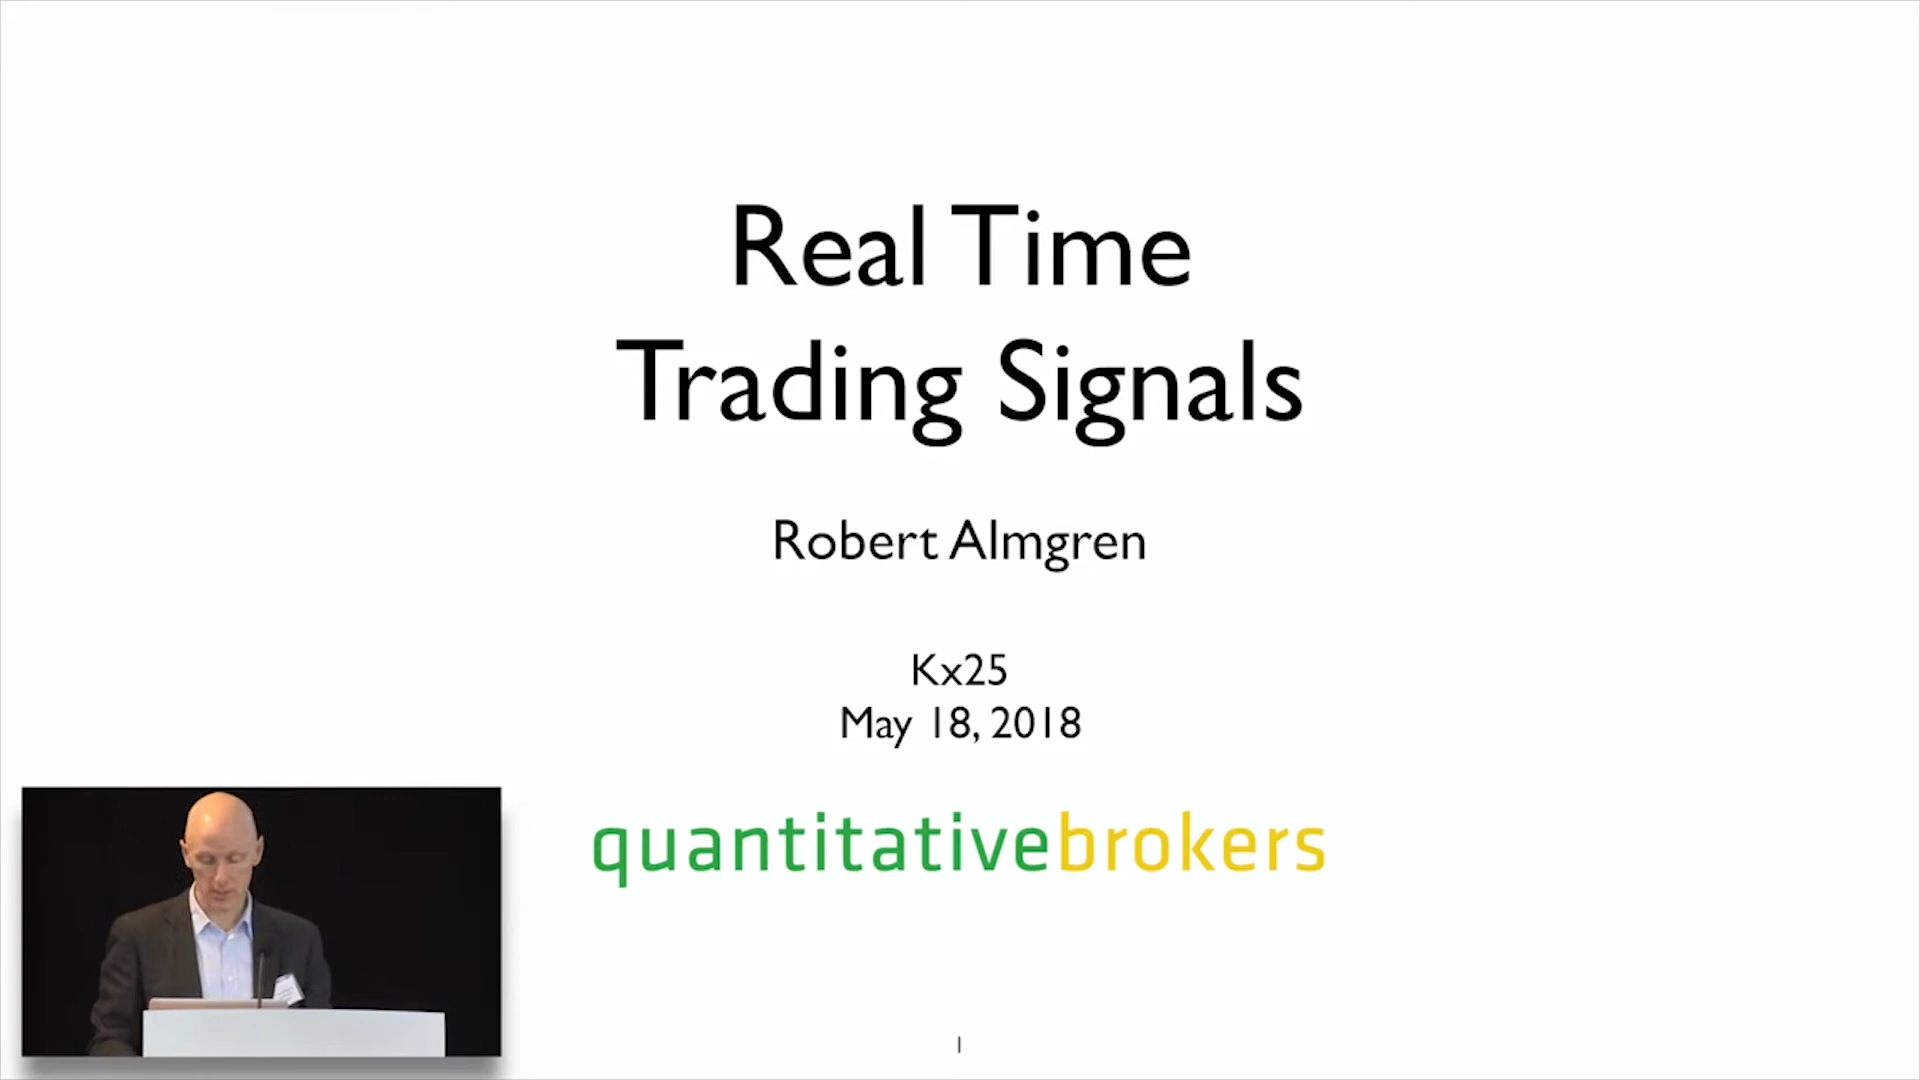 Real Time
Trading Signals
Robert Almgren
Kx25
May 18, 2018
quantitativebrokers
1